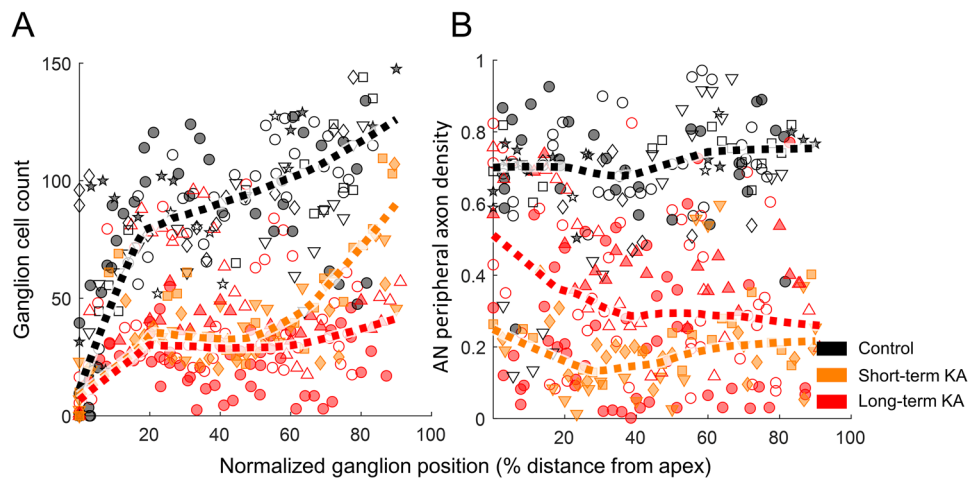 A
B
Ganglion cell count
150
100
50
0
0
20
40
60
80
100
AN peripheral axon density
1
0.8
0.6
0.4
0.2
0
0
20
40
60
80
100
Control
Short-term KA
Long-term KA
Normalized ganglion position (% distance from apex)